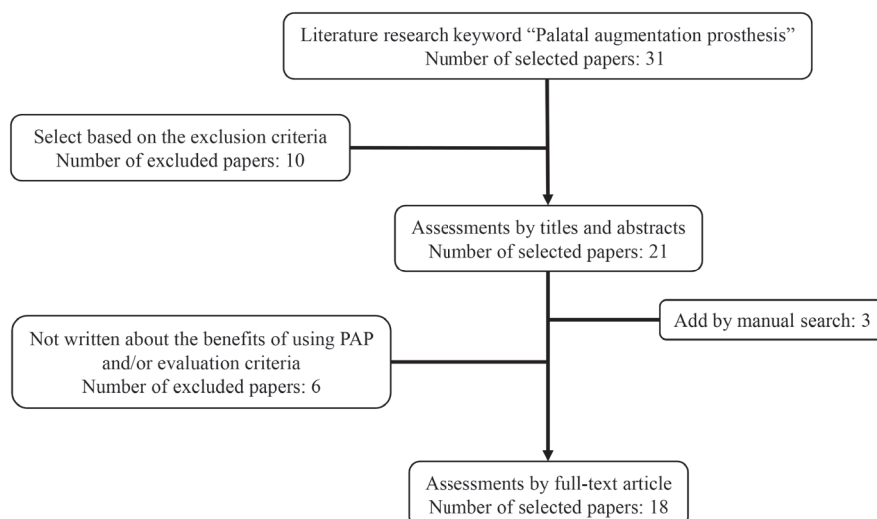 Literature research keyword “Palatal augmentation prosthesis”
Number of selected papers: 31
Select based on the exclusion criteria
Number of excluded papers: 10
Assessments by titles and abstracts
Number of selected papers: 21
Add by manual search: 3
Not written about the benefits of using PAP
and/or evaluation criteria
Number of excluded papers: 6
Assessments by full-text article
Number of selected papers: 18